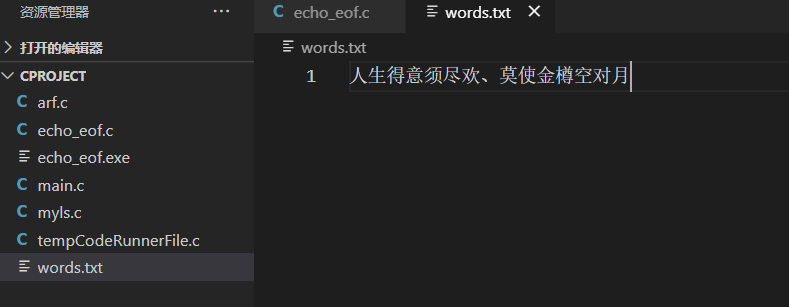 资源管理器
···
打开的编辑器
CPROJECT
C arf.c
C echo_eof.c
echo_eof.exe
C main.c
C myls.c
C tempCodeRunnerFile.c
words.txt
C echo_eof.c
words.txt ×
words.txt
1 人生得意须尽欢、莫使金樽空对月